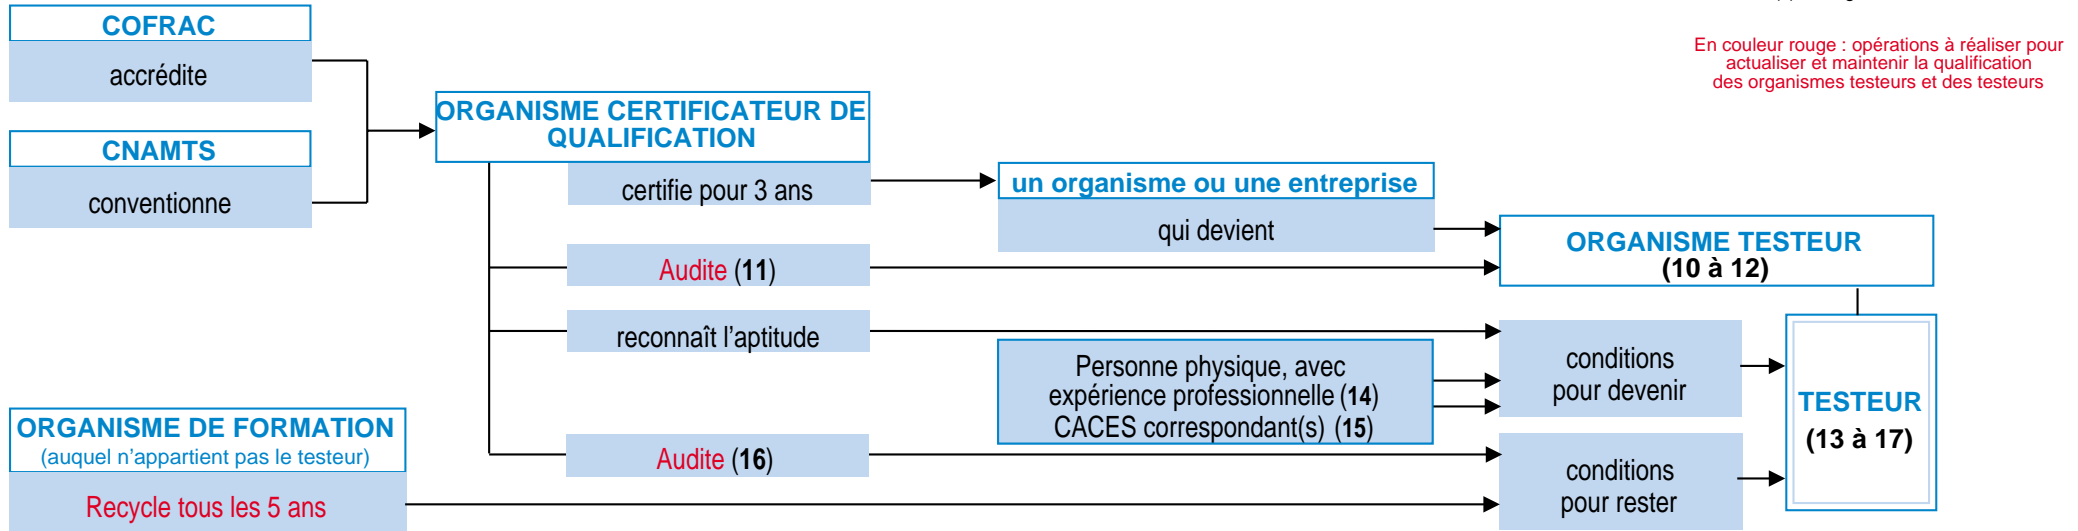 COFRAC
accrédite
CNAMTS
conventionne
En couleur rouge : opérations à réaliser pour
actualiser et maintenir la qualification
des organismes testeurs et des testeurs
ORGANISME CERTIFICATEUR DE
QUALIFICATION
certifie pour 3 ans
un organisme ou une entreprise
qui devient
ORGANISME TESTEUR
(10 à 12)
Audite (11)
reconnaît l’aptitude
Personne physique, avec
expérience professionnelle (14)
CACES correspondant(s) (15)
conditions
pour devenir
TESTEUR
(13 à 17)
ORGANISME DE FORMATION
(auquel n’appartient pas le testeur)
Recycle tous les 5 ans
Audite (16)
conditions
pour rester